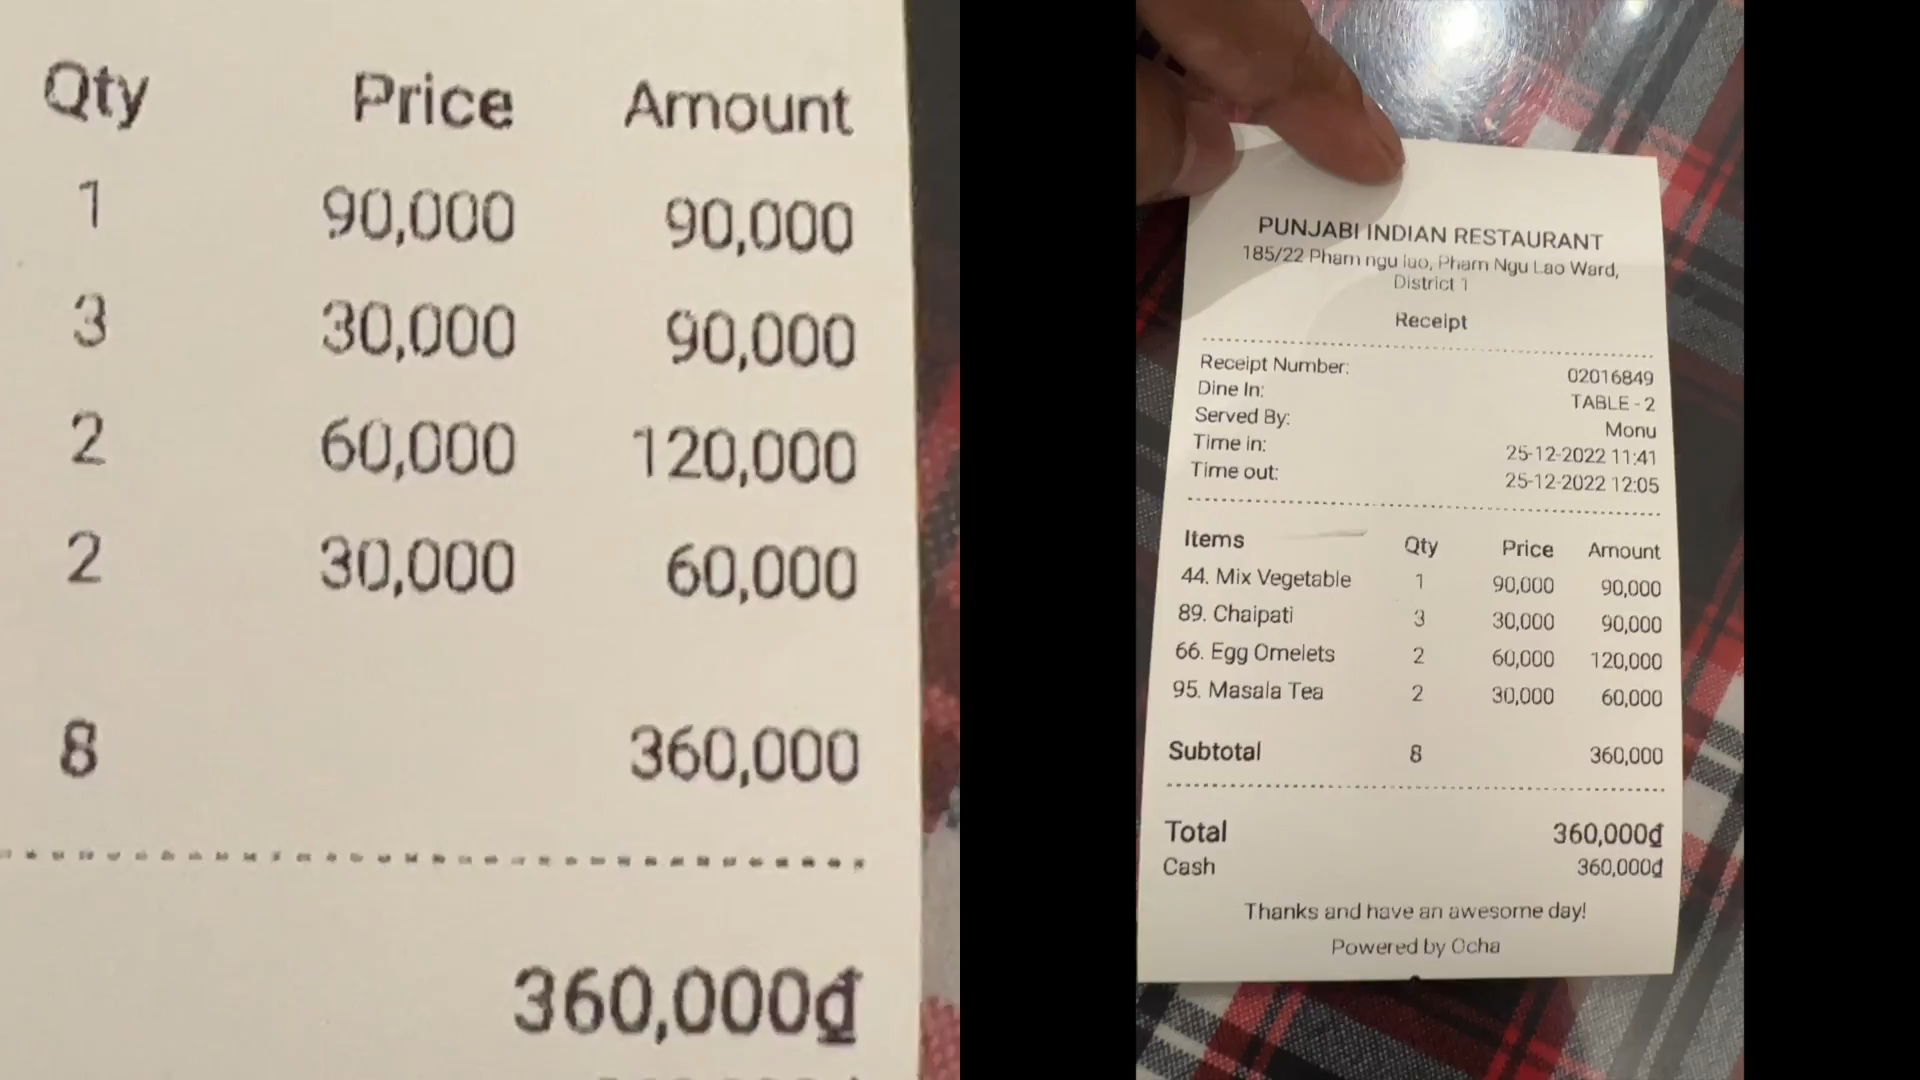 Qty Price Amount
1 90,000 90,000
3 30,000 90,000
2 60,000 120,000
2 30,000 60,000
8 360,000
360,000₫
PUNJABI INDIAN RESTAURANT
185/22 Pham ngu lao, Pham Ngu Lao Ward,
District 1
Receipt
Receipt Number: 02016849
Dine In: TABLE - 2
Served By: Monu
Time in: 25-12-2022 11:41
Time out: 25-12-2022 12:05
Items Qty Price Amount
44. Mix Vegetable 1 90,000 90,000
89. Chaipati 3 30,000 90,000
66. Egg Omelets 2 60,000 120,000
95. Masala Tea 2 30,000 60,000
Subtotal 8 360,000
Total 360,000₫
Cash 360,000₫
Thanks and have an awesome day!
Powered by Ocha